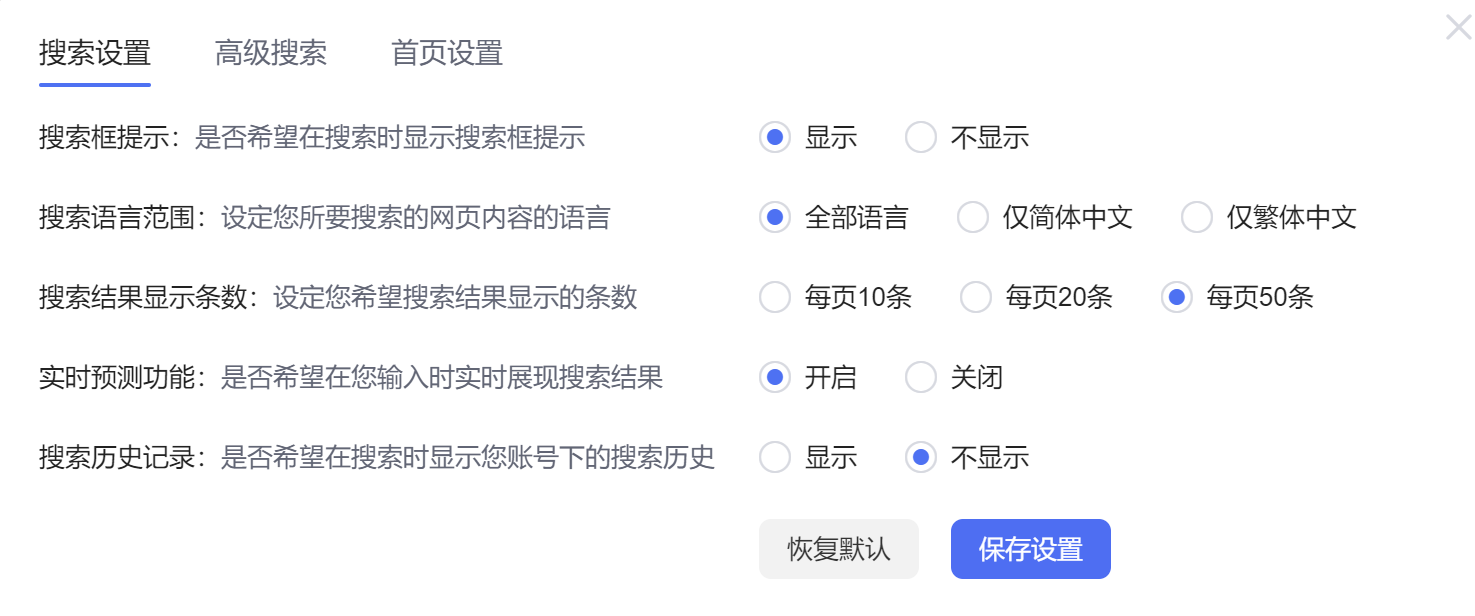 搜索设置 高级搜索 首页设置
搜索框提示：是否希望在搜索时显示搜索框提示 显示 不显示
搜索语言范围：设定您所要搜索的网页内容的语言 全部语言 仅简体中文 仅繁体中文
搜索结果显示条数：设定您希望搜索结果显示的条数 每页10条 每页20条 每页50条
实时预测功能：是否希望在您输入时实时展现搜索结果 开启 关闭
搜索历史记录：是否希望在搜索时显示您账号下的搜索历史 显示 不显示
恢复默认 保存设置